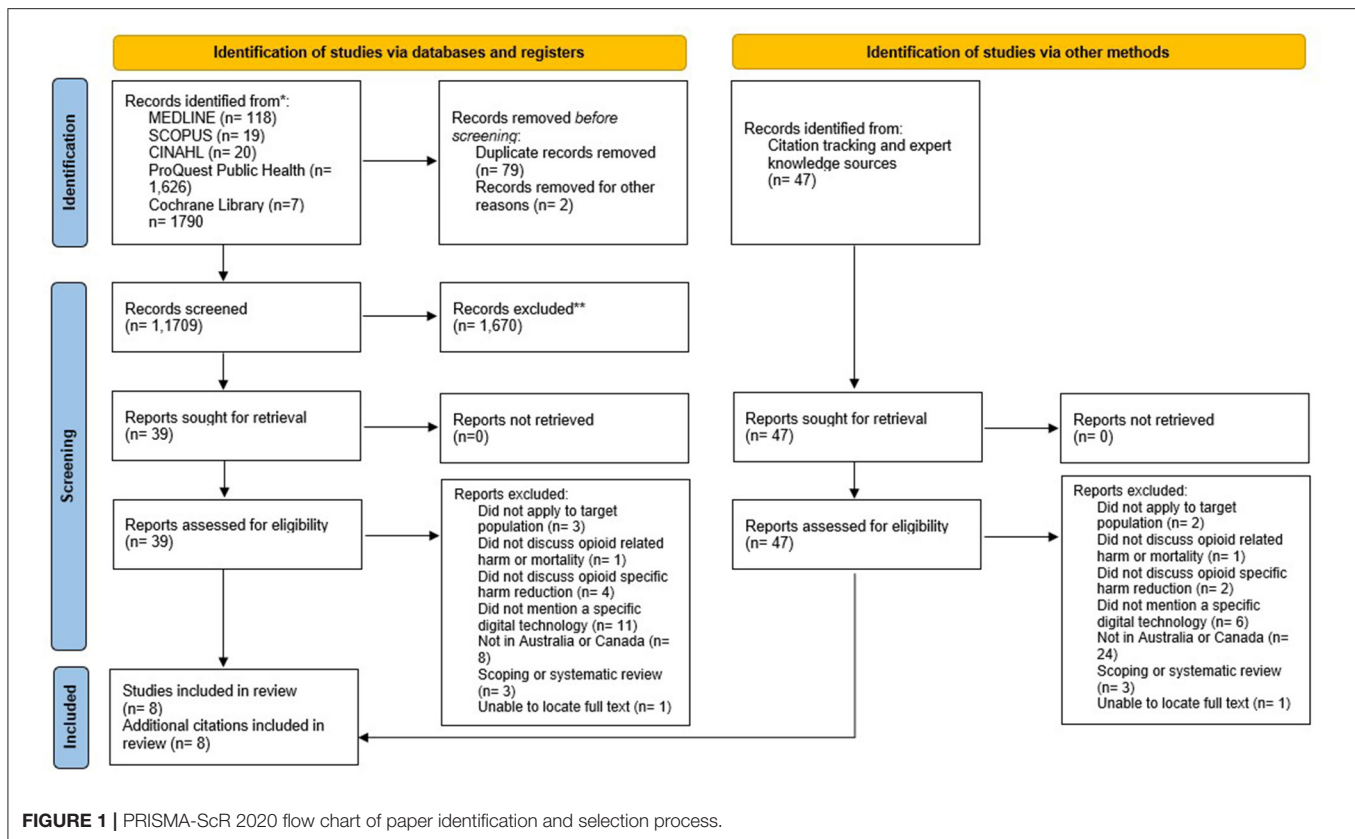 Identification of studies via databases and registers
Identification of studies via other methods
Identification
Records identified from*:
MEDLINE (n= 118)
SCOPUS (n= 19)
CINAHL (n= 20)
ProQuest Public Health (n=
1,626)
Cochrane Library (n=7)
n= 1790
Records removed before
screening:
Duplicate records removed
(n= 79)
Records removed for other
reasons (n= 2)
Records identified from:
Citation tracking and expert
knowledge sources
(n= 47)
Screening
Records screened
(n= 1,1709)
Records excluded**
(n= 1,670)
Reports sought for retrieval
(n= 39)
Reports not retrieved
(n=0)
Reports sought for retrieval
(n= 47)
Reports not retrieved
(n= 0)
Reports assessed for eligibility
(n= 39)
Reports excluded:
Did not apply to target
population (n= 3)
Did not discuss opioid related
harm or mortality (n= 1)
Did not discuss opioid specific
harm reduction (n= 4)
Did not mention a specific
digital technology (n= 11)
Not in Australia or Canada (n=
8)
Scoping or systematic review
(n= 3)
Unable to locate full text (n= 1)
Reports assessed for eligibility
(n= 47)
Reports excluded:
Did not apply to target
population (n= 2)
Did not discuss opioid related
harm or mortality (n= 1)
Did not discuss opioid specific
harm reduction (n= 2)
Did not mention a specific
digital technology (n= 6)
Not in Australia or Canada (n=
24)
Scoping or systematic review
(n= 3)
Unable to locate full text (n= 1)
Included
Studies included in review
(n= 8)
Additional citations included in
review (n= 8)
FIGURE 1 | PRISMA-ScR 2020 flow chart of paper identification and selection process.